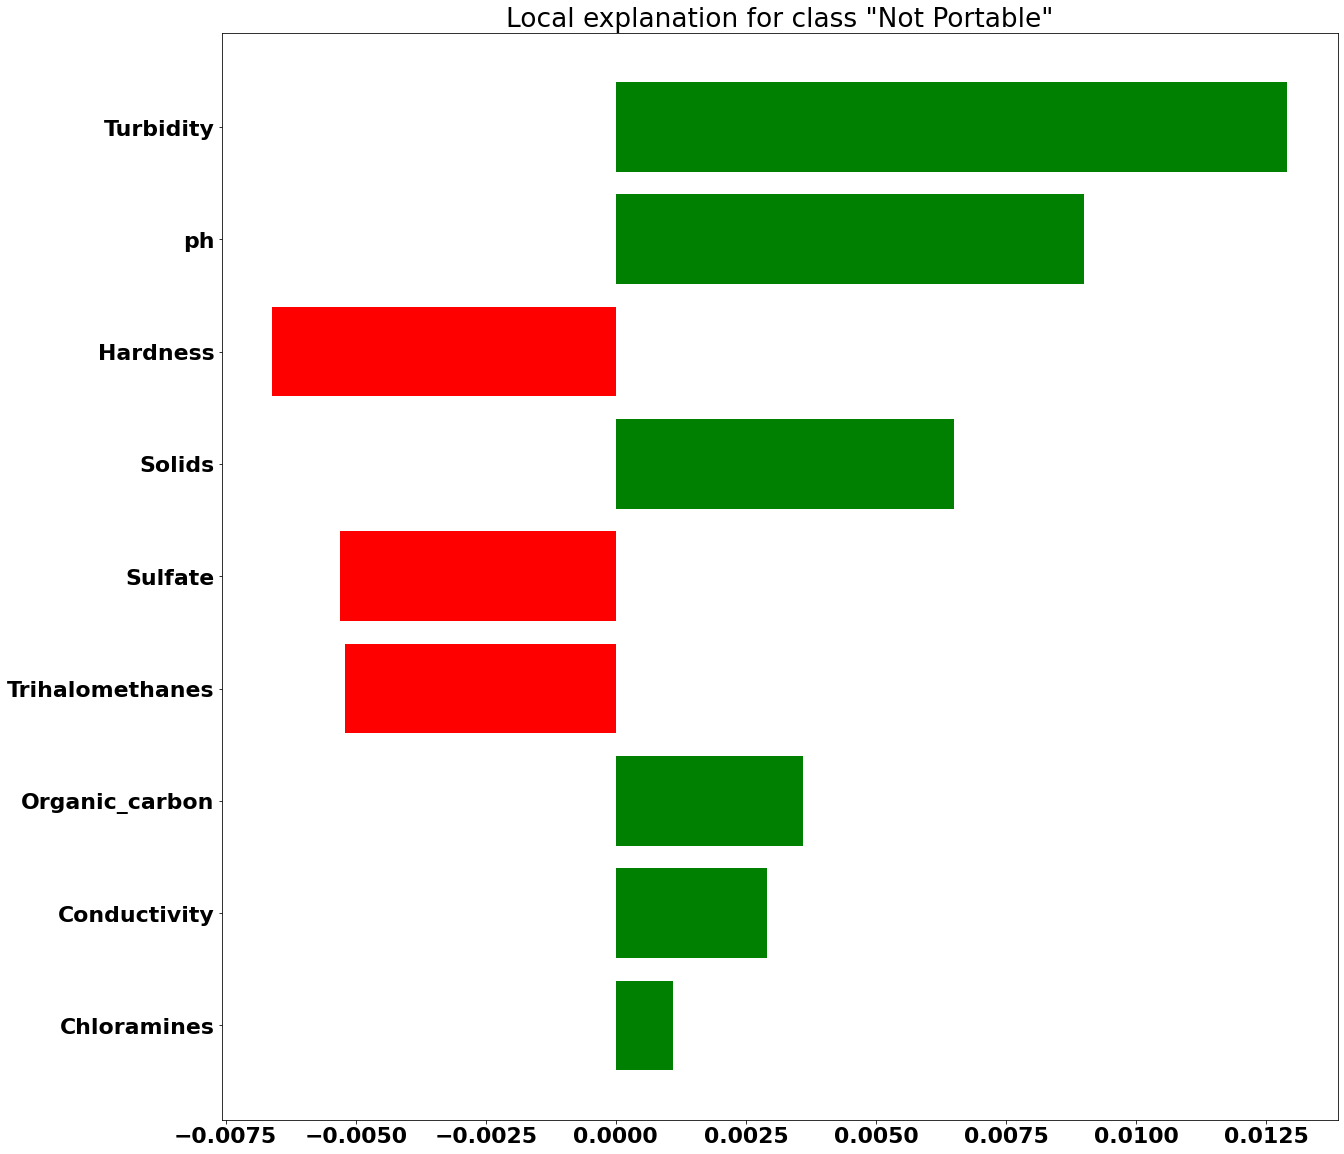 Local explanation for class "Not Portable"
Turbidity
ph
Hardness
Solids
Sulfate
Trihalomethanes
Organic_carbon
Conductivity
Chloramines
−0.0075 −0.0050 −0.0025 0.0000 0.0025 0.0050 0.0075 0.0100 0.0125